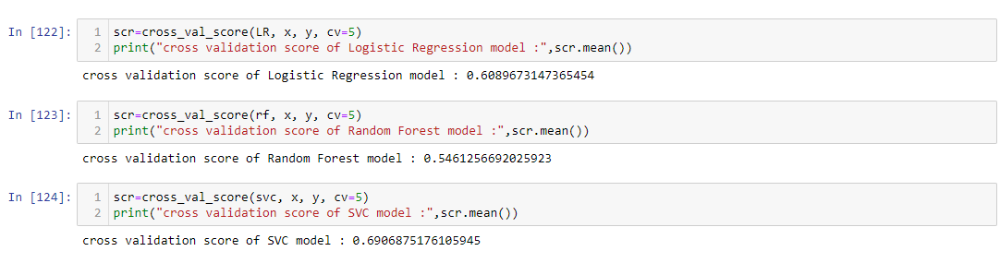 In [122]:
1 scr=cross_val_score(LR, x, y, cv=5)
2 print("cross validation score of Logistic Regression model :",scr.mean())
cross validation score of Logistic Regression model : 0.6089673147365454
In [123]:
1 scr=cross_val_score(rf, x, y, cv=5)
2 print("cross validation score of Random Forest model :",scr.mean())
cross validation score of Random Forest model : 0.5461256692025923
In [124]:
1 scr=cross_val_score(svc, x, y, cv=5)
2 print("cross validation score of SVC model :",scr.mean())
cross validation score of SVC model : 0.6906875176105945